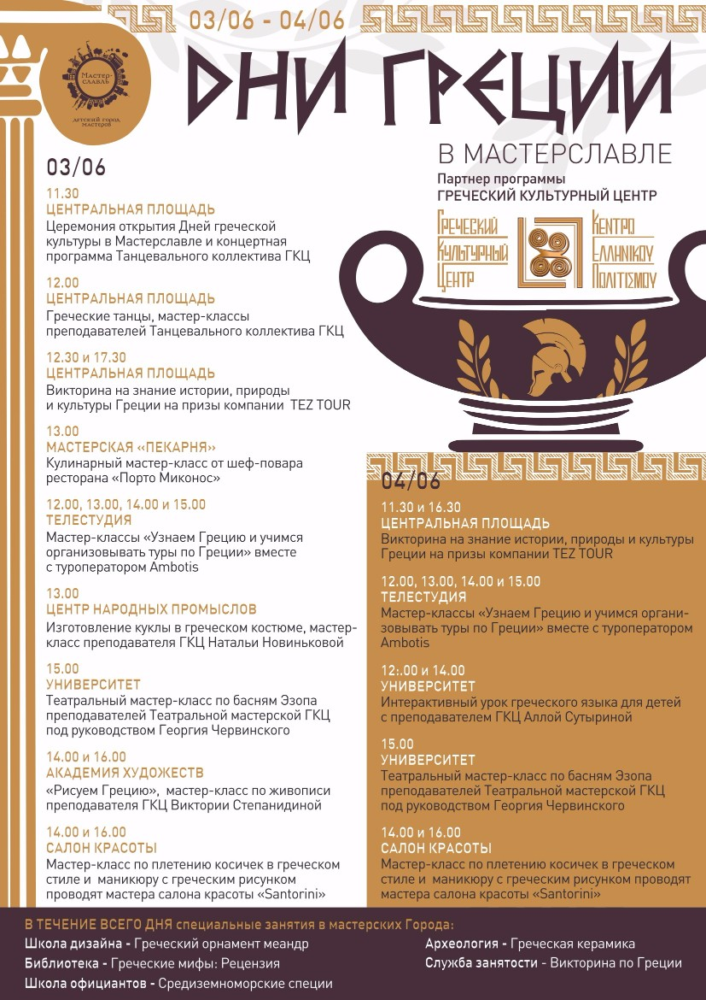 03/06 - 04/06
ДНИ ГРЕЦИИ
В МАСТЕРСЛАВЛЕ
Партнер программы
ГРЕЧЕСКИЙ КУЛЬТУРНЫЙ ЦЕНТР
Греческий
Культурный
Центр
ΚΕΝΤΡΟ
ΕΛΛΗΝΙΚΟΥ
ΠΟΛΙΤΙΣΜΟΥ
МАСТЕР-
СЛАВЛЬ
ДЕТСКИЙ ГОРОД
МАСТЕРОВ
03/06
11.30
ЦЕНТРАЛЬНАЯ ПЛОЩАДЬ
Церемония открытия Дней греческой
культуры в Мастерславле и концертная
программа Танцевального коллектива ГКЦ
12.00
ЦЕНТРАЛЬНАЯ ПЛОЩАДЬ
Греческие танцы, мастер-классы
преподавателей Танцевального коллектива ГКЦ
12.30 и 17.30
ЦЕНТРАЛЬНАЯ ПЛОЩАДЬ
Викторина на знание истории, природы
и культуры Греции на призы компании TEZ TOUR
13.00
МАСТЕРСКАЯ «ПЕКАРНЯ»
Кулинарный мастер-класс от шеф-повара
ресторана «Порто Миконос»
12.00, 13.00, 14.00 и 15.00
ТЕЛЕСТУДИЯ
Мастер-классы «Узнаем Грецию и учимся
организовывать туры по Греции» вместе
с туроператором Ambotis
13.00
ЦЕНТР НАРОДНЫХ ПРОМЫСЛОВ
Изготовление куклы в греческом костюме, мастер-
класс преподавателя ГКЦ Натальи Новиньковой
15.00
УНИВЕРСИТЕТ
Театральный мастер-класс по басням Эзопа
преподавателей Театральной мастерской ГКЦ
под руководством Георгия Червинского
14.00 и 16.00
АКАДЕМИЯ ХУДОЖЕСТВ
«Рисуем Грецию», мастер-класс по живописи
преподавателя ГКЦ Виктории Степанидиной
14.00 и 16.00
САЛОН КРАСОТЫ
Мастер-класс по плетению косичек в греческом
стиле и маникюру с греческим рисунком
проводят мастера салона красоты «Santorini»
04/06
11.30 и 16.30
ЦЕНТРАЛЬНАЯ ПЛОЩАДЬ
Викторина на знание истории, природы и культуры
Греции на призы компании TEZ TOUR
12.00, 13.00, 14.00 и 15.00
ТЕЛЕСТУДИЯ
Мастер-классы «Узнаем Грецию и учимся органи-
зовывать туры по Греции» вместе с туроператором
Ambotis
12:.00 и 14.00
УНИВЕРСИТЕТ
Интерактивный урок греческого языка для детей
с преподавателем ГКЦ Аллой Сутыриной
15.00
УНИВЕРСИТЕТ
Театральный мастер-класс по басням Эзопа
преподавателей Театральной мастерской ГКЦ
под руководством Георгия Червинского
14.00 и 16.00
САЛОН КРАСОТЫ
Мастер-класс по плетению косичек в греческом
стиле и маникюру с греческим рисунком проводят
мастера салона красоты «Santorini»
В ТЕЧЕНИЕ ВСЕГО ДНЯ специальные занятия в мастерских Города:
Школа дизайна - Греческий орнамент меандр
Библиотека - Греческие мифы: Рецензия
Школа официантов - Средиземноморские специи
Археология - Греческая керамика
Служба занятости - Викторина по Греции